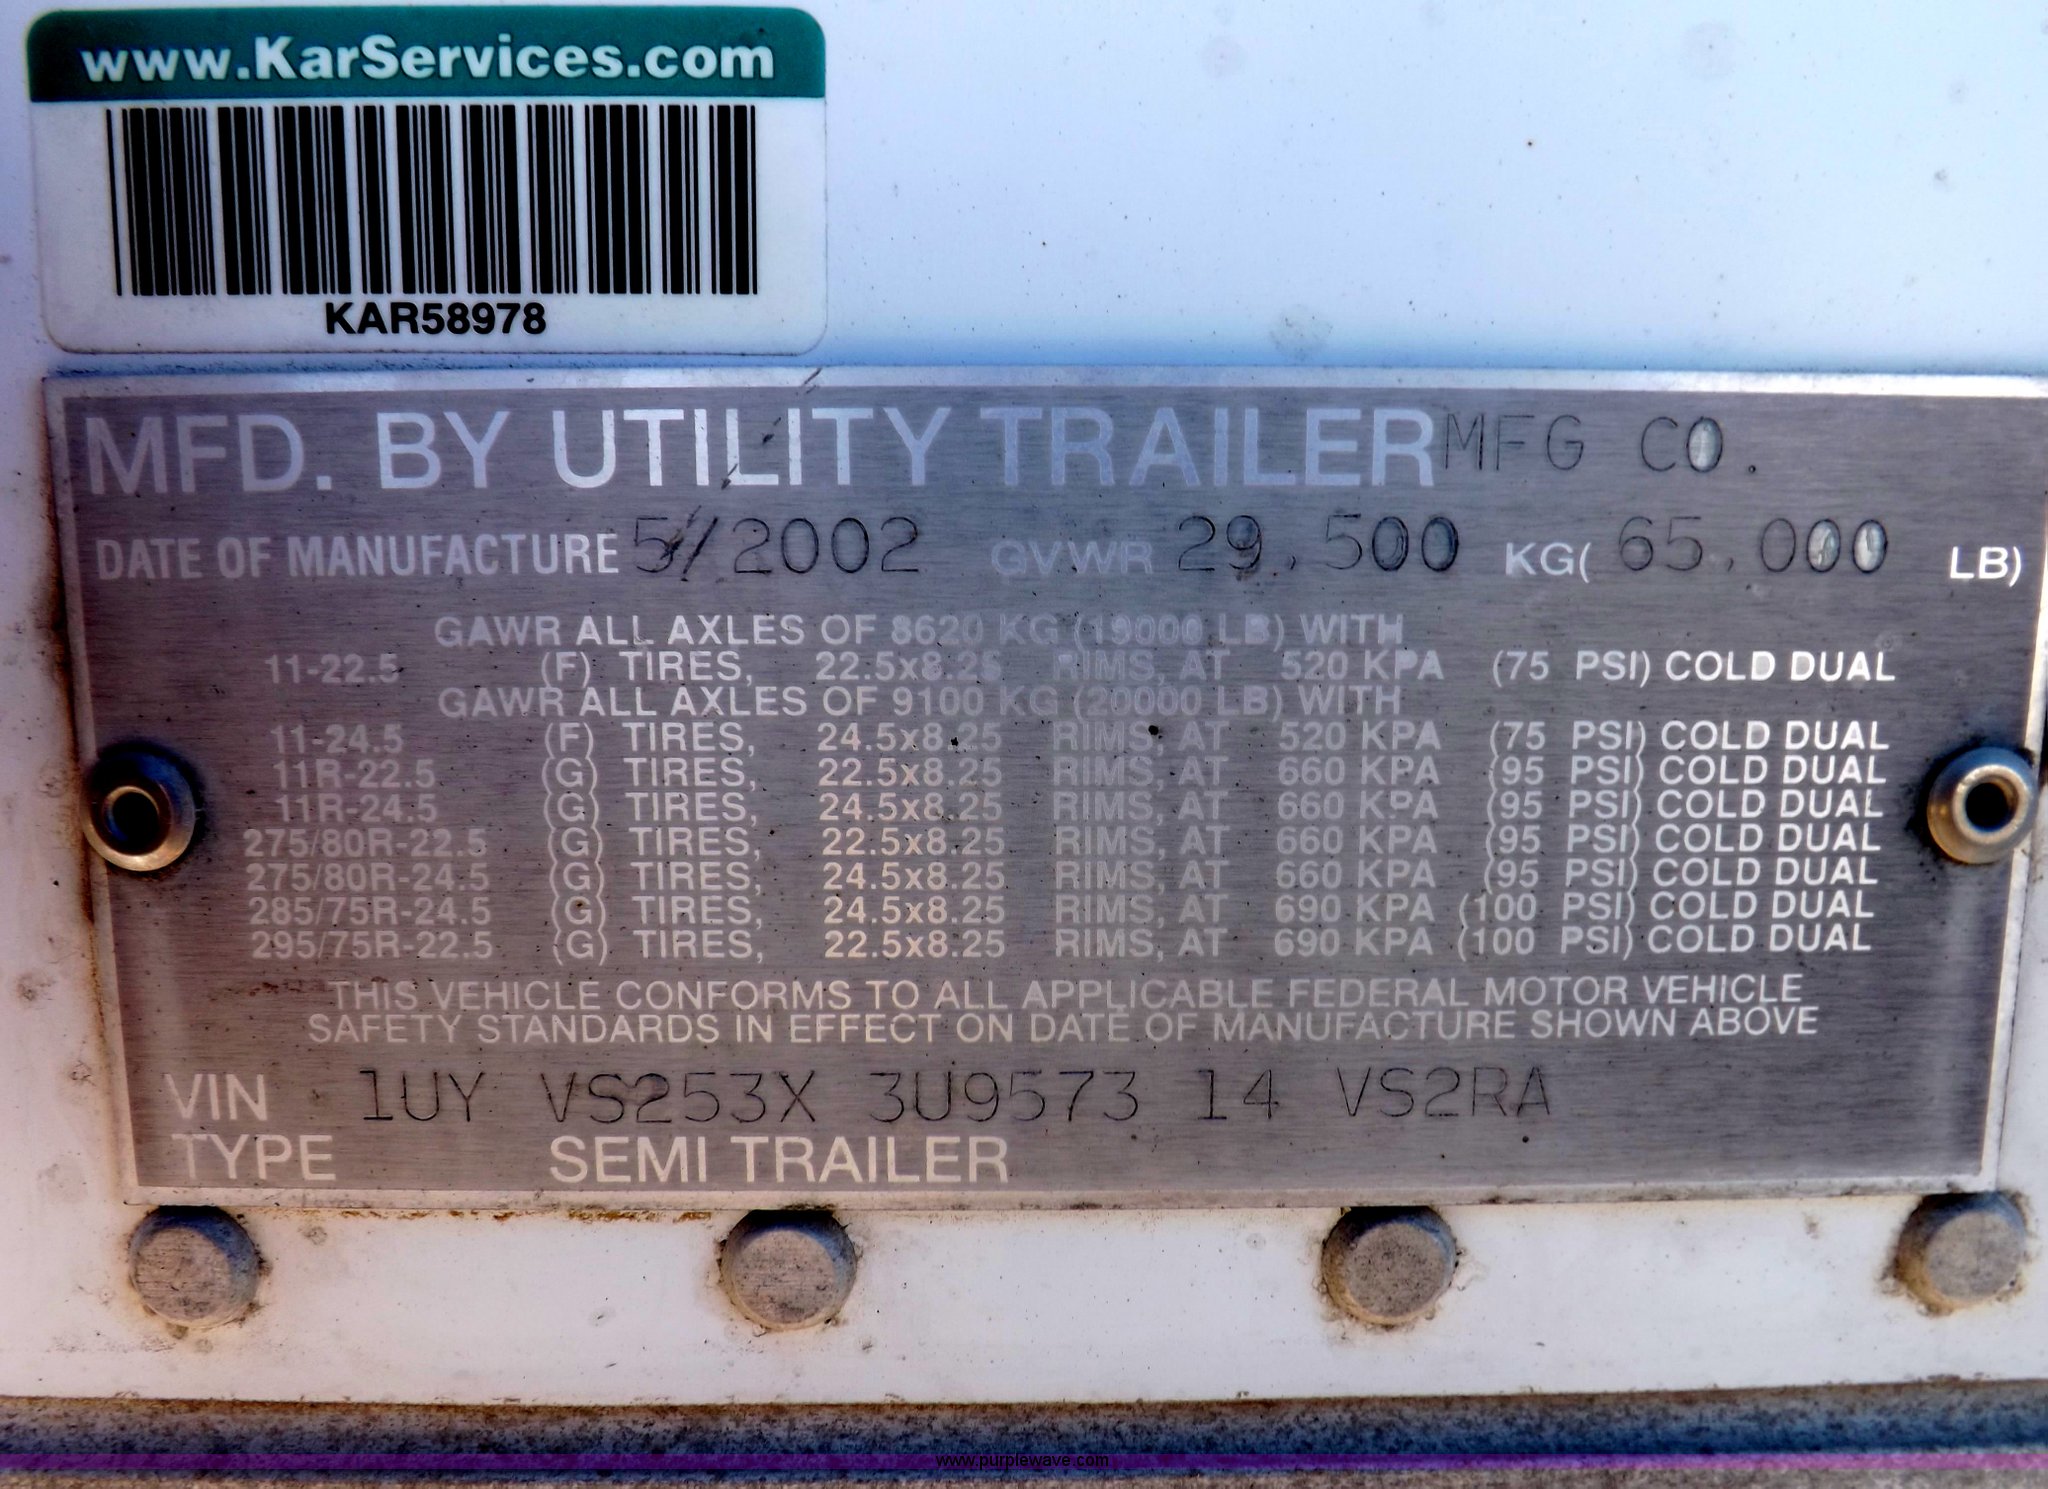 www.KarServices.com
KAR58978
MFD. BY UTILITY TRAILER MFG CO.
DATE OF MANUFACTURE 5/2002 GVWR 29,500 KG( 65,000 LB)
GAWR ALL AXLES OF 8620 KG (19000 LB) WITH
11-22.5 (F) TIRES, 22.5x8.25 RIMS, AT 520 KPA (75 PSI) COLD DUAL
GAWR ALL AXLES OF 9100 KG (20000 LB) WITH
11-24.5 (F) TIRES, 24.5x8.25 RIMS, AT 520 KPA (75 PSI) COLD DUAL
11R-22.5 (G) TIRES, 22.5x8.25 RIMS, AT 660 KPA (95 PSI) COLD DUAL
11R-24.5 (G) TIRES, 24.5x8.25 RIMS, AT 660 KPA (95 PSI) COLD DUAL
275/80R-22.5 (G) TIRES, 22.5x8.25 RIMS, AT 660 KPA (95 PSI) COLD DUAL
275/80R-24.5 (G) TIRES, 24.5x8.25 RIMS, AT 660 KPA (95 PSI) COLD DUAL
285/75R-24.5 (G) TIRES, 24.5x8.25 RIMS, AT 690 KPA (100 PSI) COLD DUAL
295/75R-22.5 (G) TIRES, 22.5x8.25 RIMS, AT 690 KPA (100 PSI) COLD DUAL
THIS VEHICLE CONFORMS TO ALL APPLICABLE FEDERAL MOTOR VEHICLE
SAFETY STANDARDS IN EFFECT ON DATE OF MANUFACTURE SHOWN ABOVE
VIN 1UY VS253X 3U9573 14 VS2RA
TYPE SEMI TRAILER
www.purplewave.com